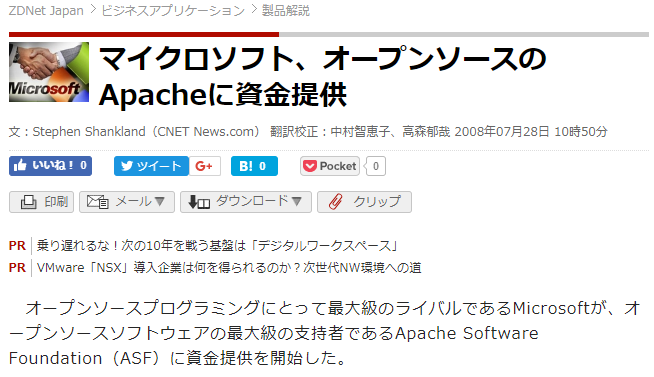 ZDNet Japan > ビジネスアプリケーション > 製品解説
Microsoft
マイクロソフト、オープンソースの
Apacheに資金提供
文：Stephen Shankland（CNET News.com） 翻訳校正：中村智恵子、高森郁哉 2008年07月28日 10時50分
いいね！ 0 ツイート G+ B! 0 Pocket 0
印刷 メール▼ ダウンロード▼ クリップ
PR 乗り遅れるな！次の10年を戦う基盤は「デジタルワークスペース」
PR VMware「NSX」導入企業は何を得られるのか？次世代NW環境への道
オープンソースプログラミングにとって最大級のライバルであるMicrosoftが、オ
ープンソースソフトウェアの最大級の支持者であるApache Software
Foundation（ASF）に資金提供を開始した。